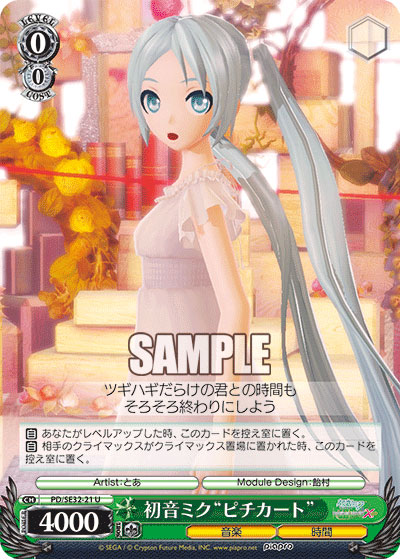 LEVEL
0
0
COST
SAMPLE
ツギハギだらけの君との時間も
そろそろ終わりにしよう
自 あなたがレベルアップした時、このカードを控え室に置く。
自 相手のクライマックスがクライマックス置場に置かれた時、このカードを
控え室に置く。
Artist:とあ
Module Design:飴村
CH
PD/SE32-21 U
4000
初音ミク“ピチカート”
音楽
時間
© SEGA / © Crypton Future Media, INC. www.piapro.net piapro